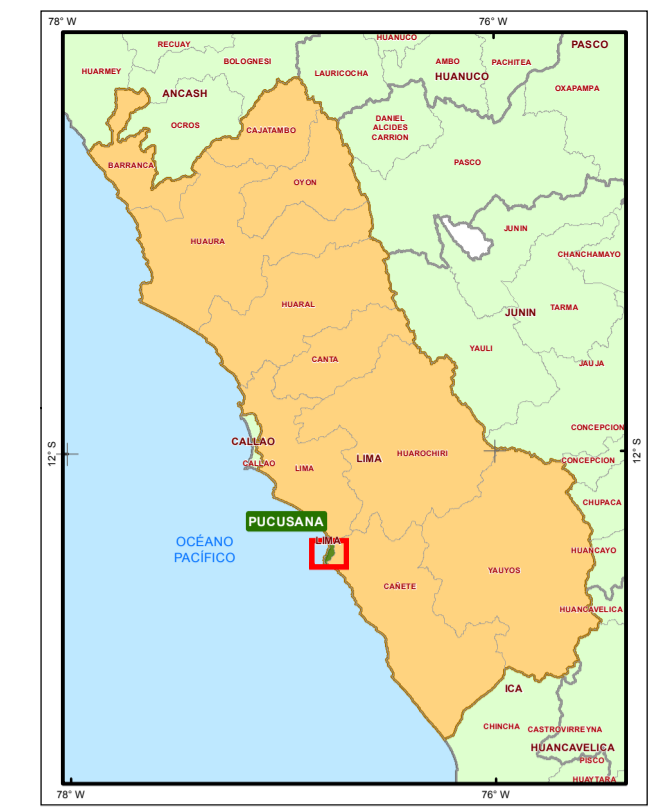 78° W
76° W
RECUAY
HUANUCO
PASCO
BOLOGNESI
AMBO
PACHITEA
HUARMEY
LAURICOCHA
HUANUCO
OXAPAMPA
ANCASH
OCROS
CAJATAMBO
DANIEL
ALCIDES
CARRION
BARRANCA
PASCO
OYON
HUAURA
JUNIN
CHANCHAMAYO
HUARAL
JUNIN
TARMA
CANTA
YAULI
JAUJA
CONCEPCION
CALLAO
12° S
CALLAO
LIMA
LIMA
HUAROCHIRI
12° S
CONCEPCION
CHUPACA
PUCUSANA
OCÉANO
PACÍFICO
LIMA
HUANCAYO
CAÑETE
YAUYOS
HUANCAVELICA
ICA
CHINCHA
CASTROVIRREYNA
HUANCAVELICA
PISCO
HUAYTARA
78° W
76° W